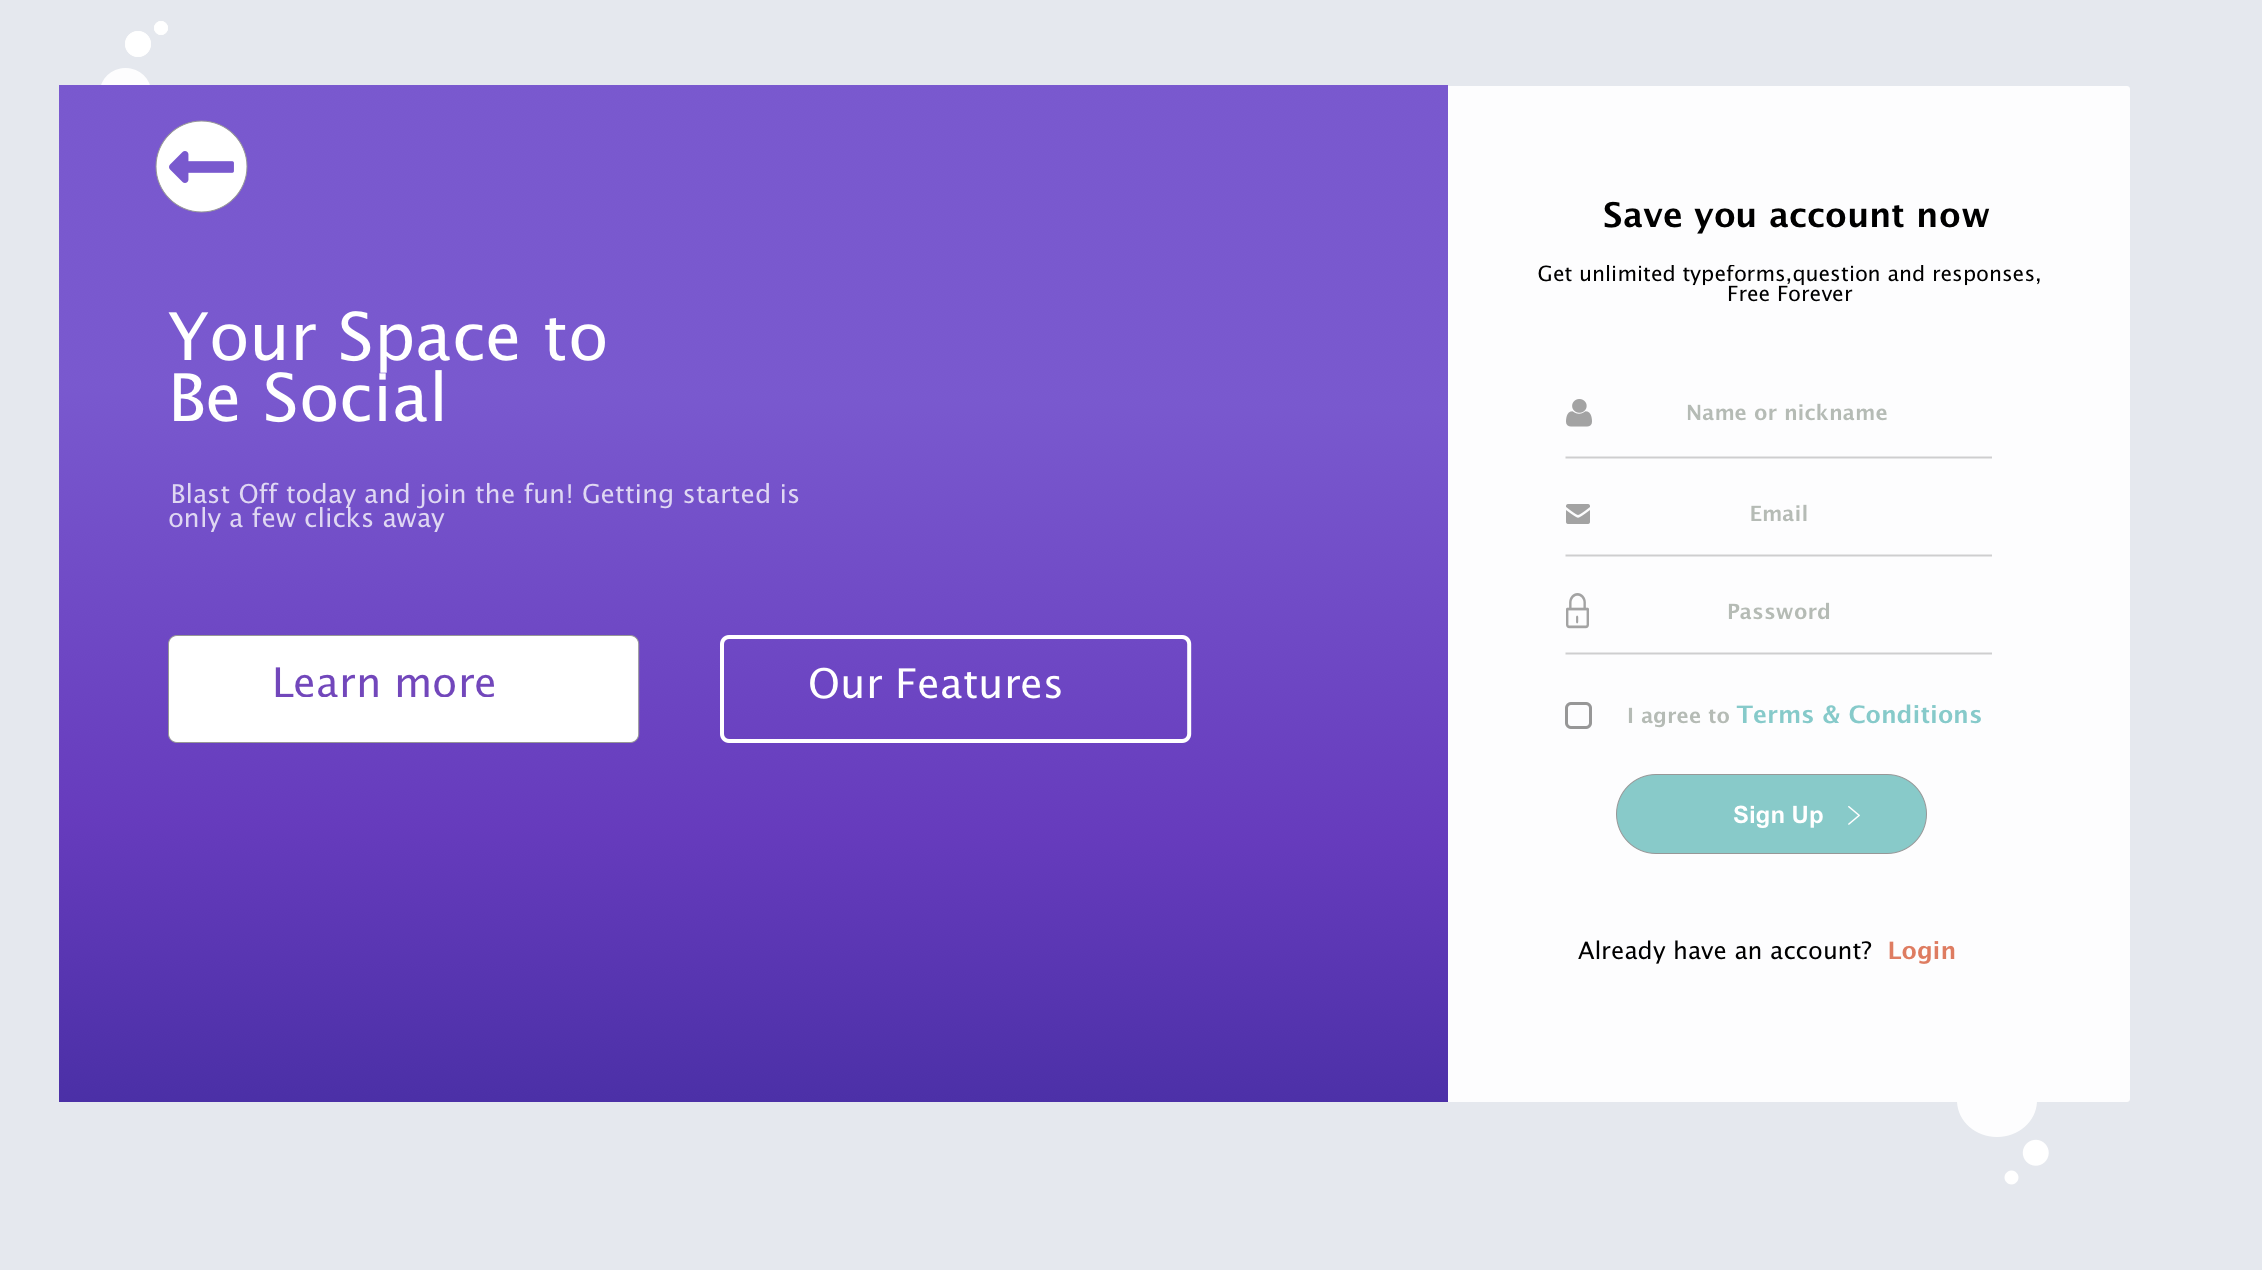 Your Space to
Be Social
Blast Off today and join the fun! Getting started is
only a few clicks away
Learn more
Our Features
Save you account now
Get unlimited typeforms,question and responses,
Free Forever
Name or nickname
Email
Password
I agree to Terms & Conditions
Sign Up
Already have an account? Login